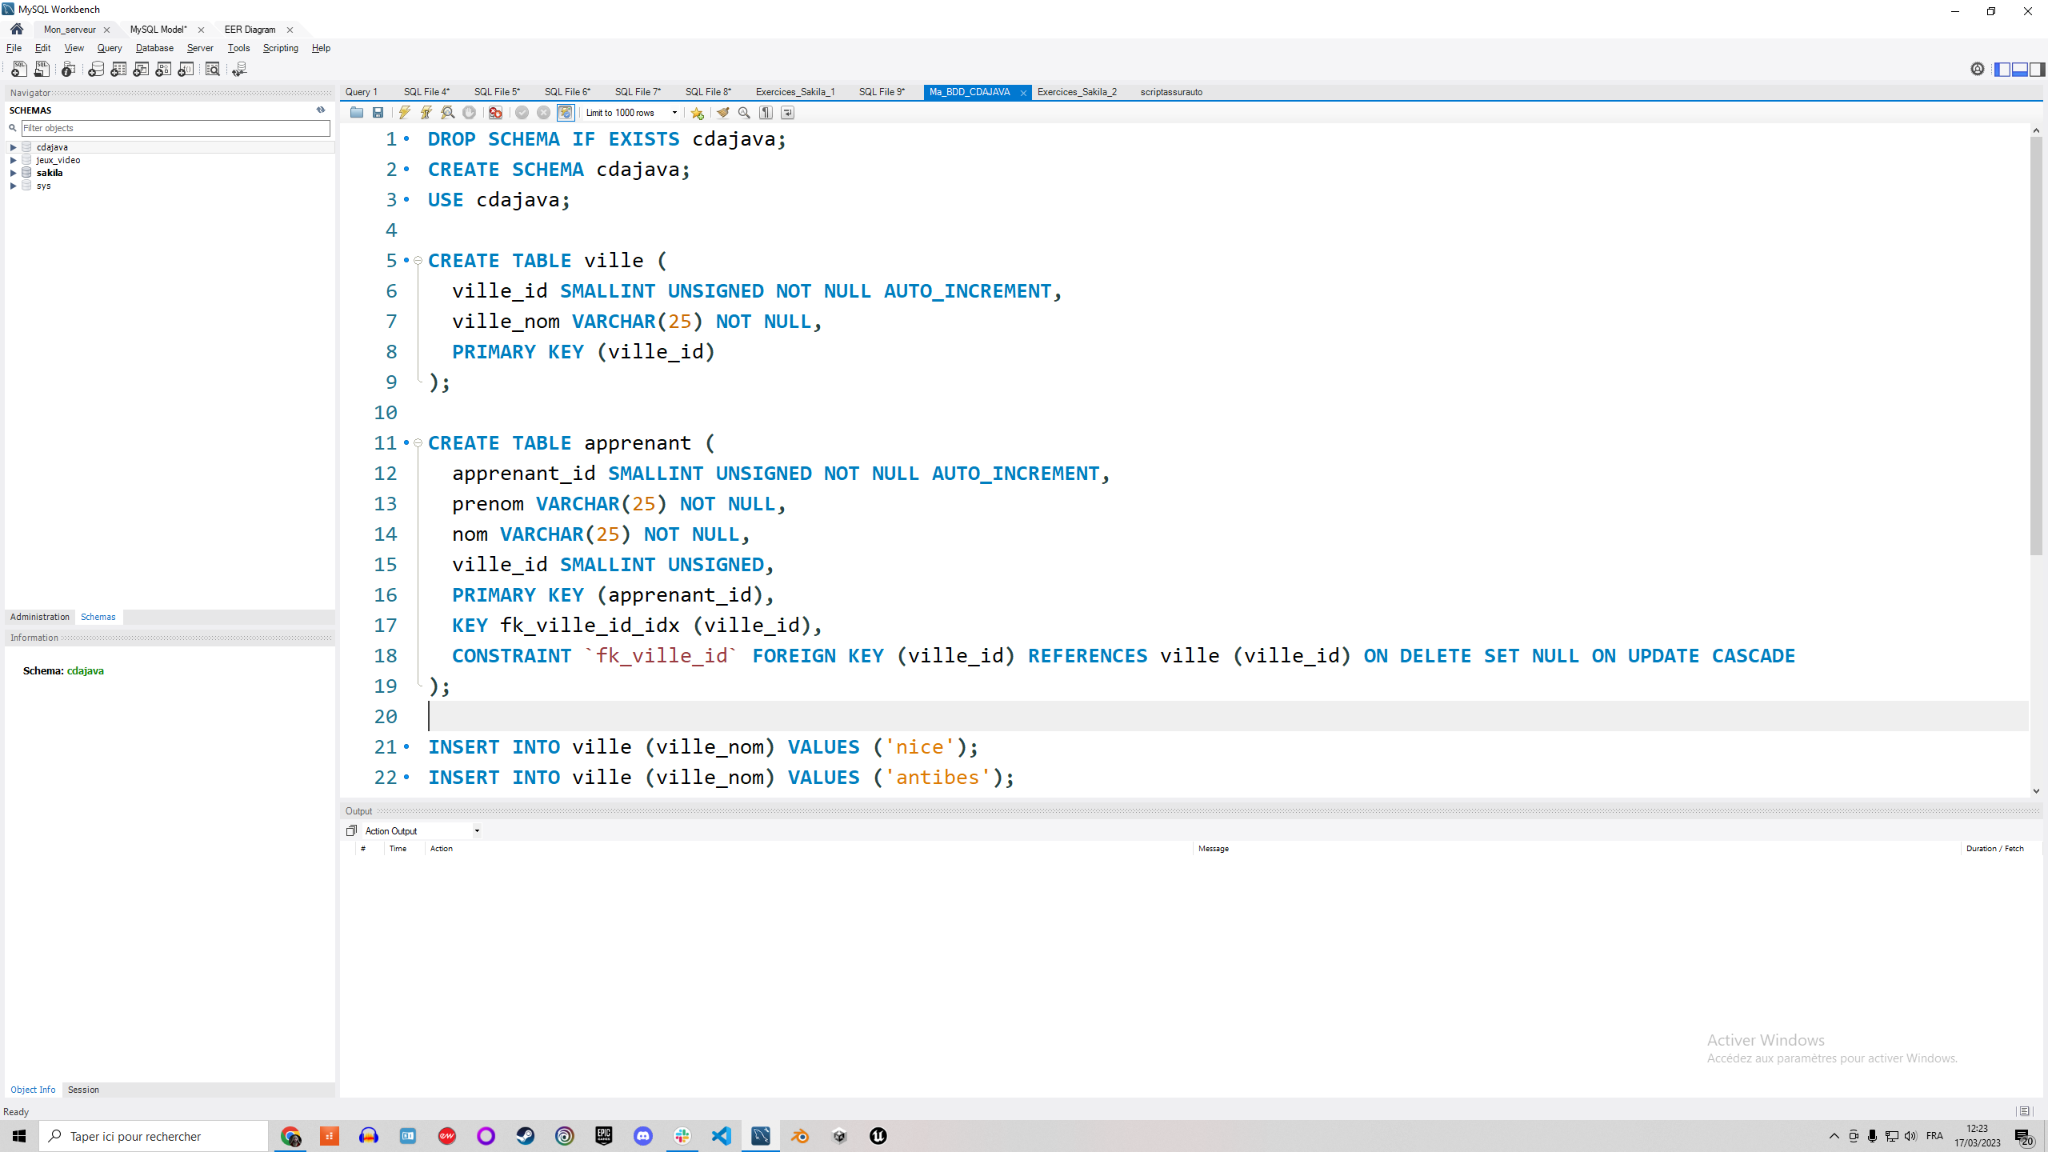 MySQL Workbench
Mon_serveur MySQL Model* EER Diagram
File Edit View Query Database Server Tools Scripting Help
Navigator
SCHEMAS
Filter objects
cdajava
jeux_video
sakila
sys
Administration Schemas
Information
Schema: cdajava
Object Info Session
Query 1 SQL File 4* SQL File 5* SQL File 6* SQL File 7* SQL File 8* Exercices_Sakila_1 SQL File 9* Ma_BDD_CDAJAVA Exercices_Sakila_2 scriptassurauto
Limit to 1000 rows
1 DROP SCHEMA IF EXISTS cdajava;
2 CREATE SCHEMA cdajava;
3 USE cdajava;
4
5 CREATE TABLE ville (
6 ville_id SMALLINT UNSIGNED NOT NULL AUTO_INCREMENT,
7 ville_nom VARCHAR(25) NOT NULL,
8 PRIMARY KEY (ville_id)
9 );
10
11 CREATE TABLE apprenant (
12 apprenant_id SMALLINT UNSIGNED NOT NULL AUTO_INCREMENT,
13 prenom VARCHAR(25) NOT NULL,
14 nom VARCHAR(25) NOT NULL,
15 ville_id SMALLINT UNSIGNED,
16 PRIMARY KEY (apprenant_id),
17 KEY fk_ville_id_idx (ville_id),
18 CONSTRAINT `fk_ville_id` FOREIGN KEY (ville_id) REFERENCES ville (ville_id) ON DELETE SET NULL ON UPDATE CASCADE
19 );
20
21 INSERT INTO ville (ville_nom) VALUES ('nice');
22 INSERT INTO ville (ville_nom) VALUES ('antibes');
Output
Action Output
# Time Action Message Duration / Fetch
Activer Windows
Accédez aux paramètres pour activer Windows.
Ready
Taper ici pour rechercher
EPIC
FRA
12:23
17/03/2023
20